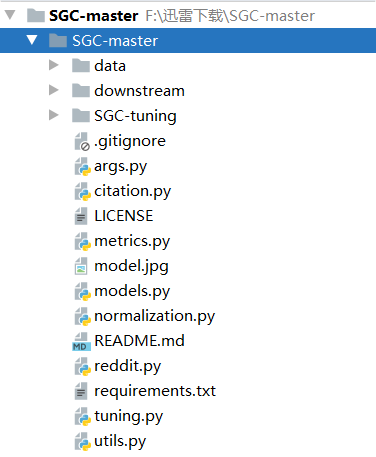 SGC-master F:\迅雷下载\SGC-master
SGC-master
data
downstream
SGC-tuning
.gitignore
args.py
citation.py
LICENSE
metrics.py
model.jpg
models.py
normalization.py
MD README.md
reddit.py
requirements.txt
tuning.py
utils.py